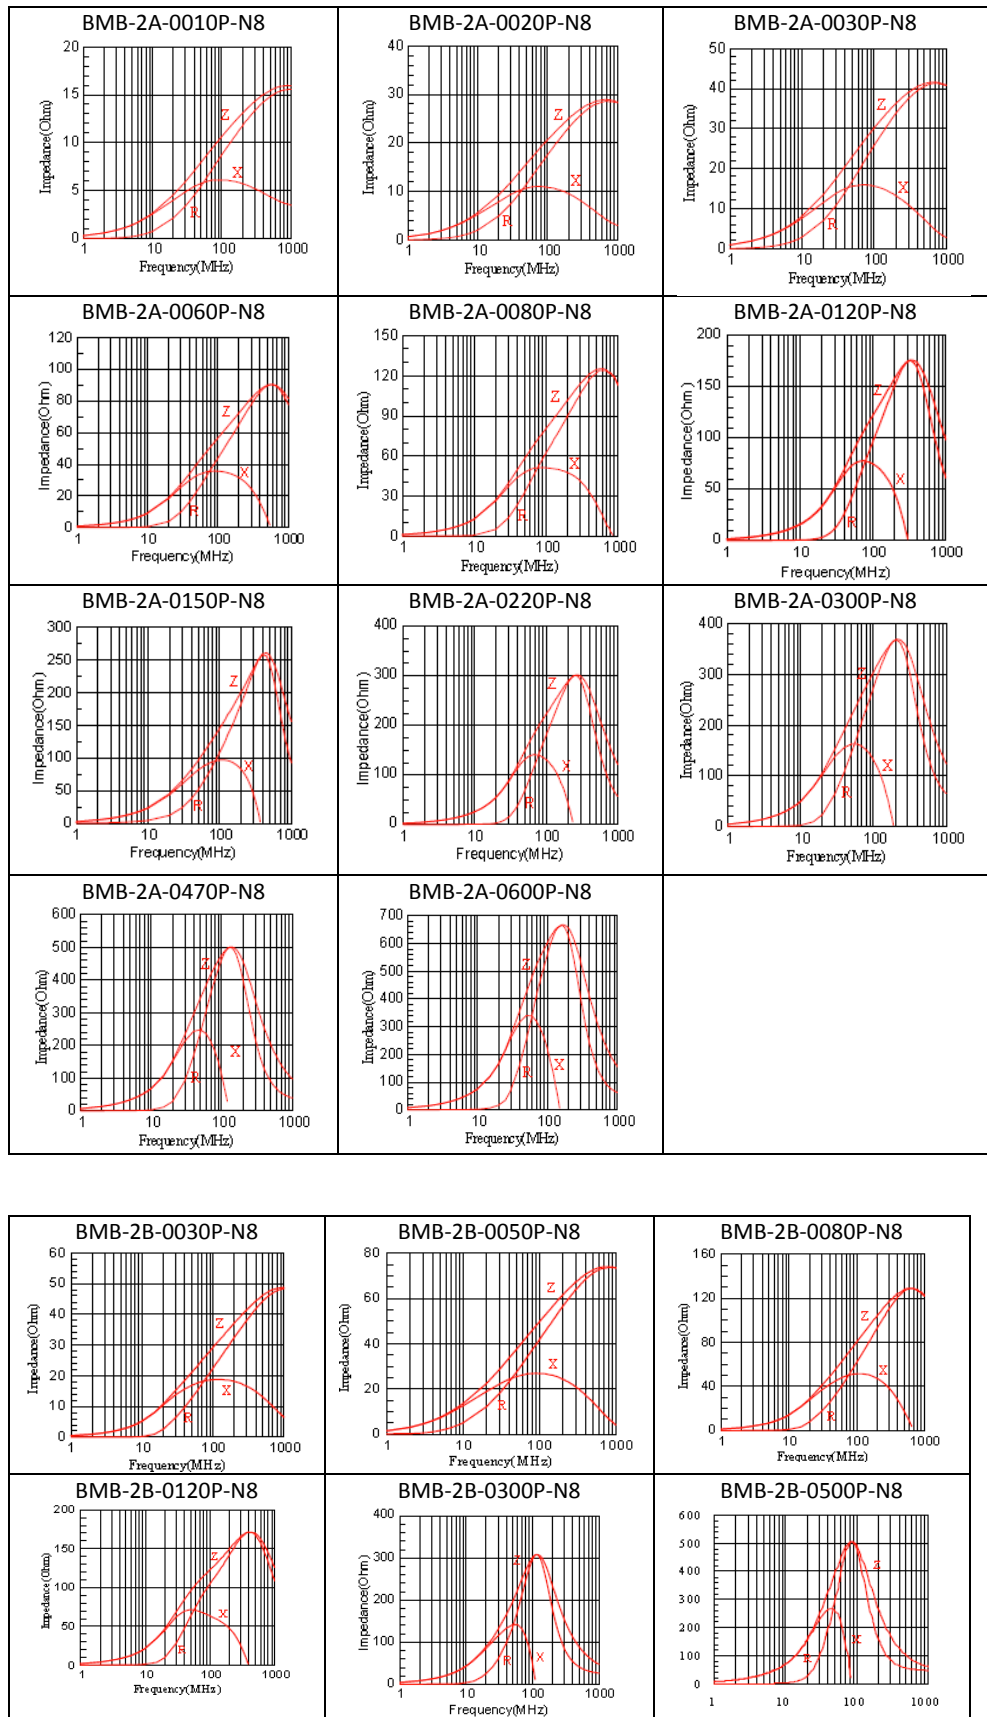 BMB-2A-0010P-N8
20
15
10
5
0
Impedance(Ohm)
Z
X
R
1 10 100 1000
Frequency(MHz)
BMB-2A-0020P-N8
40
30
20
10
0
Impedance(Ohm)
Z
X
R
1 10 100 1000
Frequency(MHz)
BMB-2A-0030P-N8
50
40
30
20
10
0
Impedance(Ohm)
Z
X
R
1 10 100 1000
Frequency(MHz)
BMB-2A-0060P-N8
120
100
80
60
40
20
0
Impedance(Ohm)
Z
X
R
1 10 100 1000
Frequency(MHz)
BMB-2A-0080P-N8
150
120
90
60
30
0
Impedance(Ohm)
Z
X
R
1 10 100 1000
Frequency(MHz)
BMB-2A-0120P-N8
200
150
100
50
0
Impedance(Ohm)
Z
X
R
1 10 100 1000
Frequency(MHz)
BMB-2A-0150P-N8
300
250
200
150
100
50
0
Impedance(Ohm)
Z
X
R
1 10 100 1000
Frequency(MHz)
BMB-2A-0220P-N8
400
300
200
100
0
Impedance(Ohm)
Z
X
R
1 10 100 1000
Frequency(MHz)
BMB-2A-0300P-N8
400
300
200
100
0
Impedance(Ohm)
Z
X
R
1 10 100 1000
Frequency(MHz)
BMB-2A-0470P-N8
600
500
400
300
200
100
0
Impedance(Ohm)
Z
X
R
1 10 100 1000
Frequency(MHz)
BMB-2A-0600P-N8
700
600
500
400
300
200
100
0
Impedance(Ohm)
Z
X
R
1 10 100 1000
Frequency(MHz)
BMB-2B-0030P-N8
60
50
40
30
20
10
0
Impedance(Ohm)
Z
X
R
1 10 100 1000
Frequency(MHz)
BMB-2B-0050P-N8
80
60
40
20
0
Impedance(Ohm)
Z
X
R
1 10 100 1000
Frequency(MHz)
BMB-2B-0080P-N8
160
120
80
40
0
Impedance(Ohm)
Z
X
R
1 10 100 1000
Frequency(MHz)
BMB-2B-0120P-N8
200
150
100
50
0
Impedance(Ohm)
Z
X
R
1 10 100 1000
Frequency(MHz)
BMB-2B-0300P-N8
400
300
200
100
0
Impedance(Ohm)
Z
X
R
1 10 100 1000
Frequency(MHz)
BMB-2B-0500P-N8
600
500
400
300
200
100
0
Z
X
R
1 10 100 1000